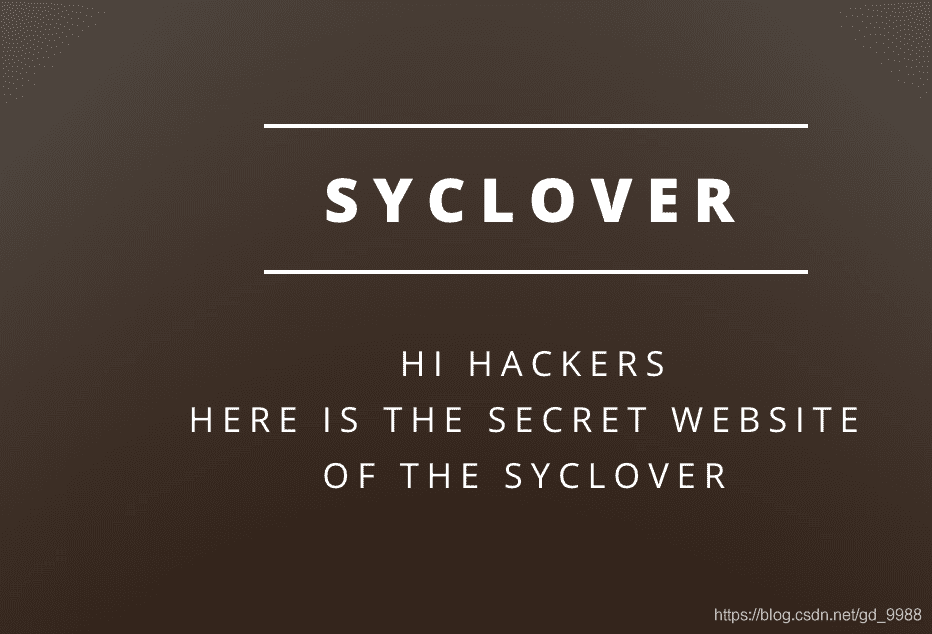 SYCLOVER
HI HACKERS
HERE IS THE SECRET WEBSITE
OF THE SYCLOVER
https://blog.csdn.net/gd_9988